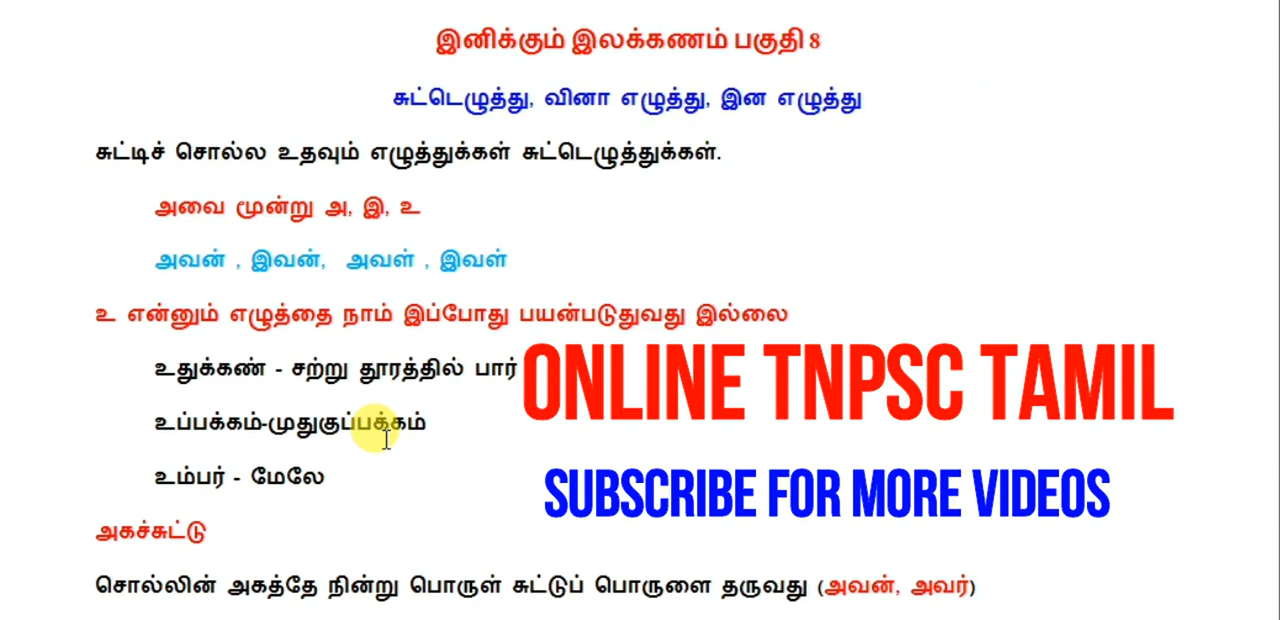 இனிக்கும் இலக்கணம் பகுதி 8
சுட்டெழுத்து, வினா எழுத்து, இன எழுத்து
சுட்டிச் சொல்ல உதவும் எழுத்துக்கள் சுட்டெழுத்துக்கள்.
அவை மூன்று அ, இ, உ
அவன் , இவன், அவள் , இவள்
உ என்னும் எழுத்தை நாம் இப்போது பயன்படுதுவது இல்லை
உதுக்கண் - சற்று தூரத்தில் பார்
ONLINE TNPSC TAMIL
உப்பக்கம்-முதுகுப்பக்கம்
உம்பர் - மேலே
SUBSCRIBE FOR MORE VIDEOS
அகச்சுட்டு
சொல்லின் அகத்தே நின்று பொருள் சுட்டுப் பொருளை தருவது (அவன், அவர்)